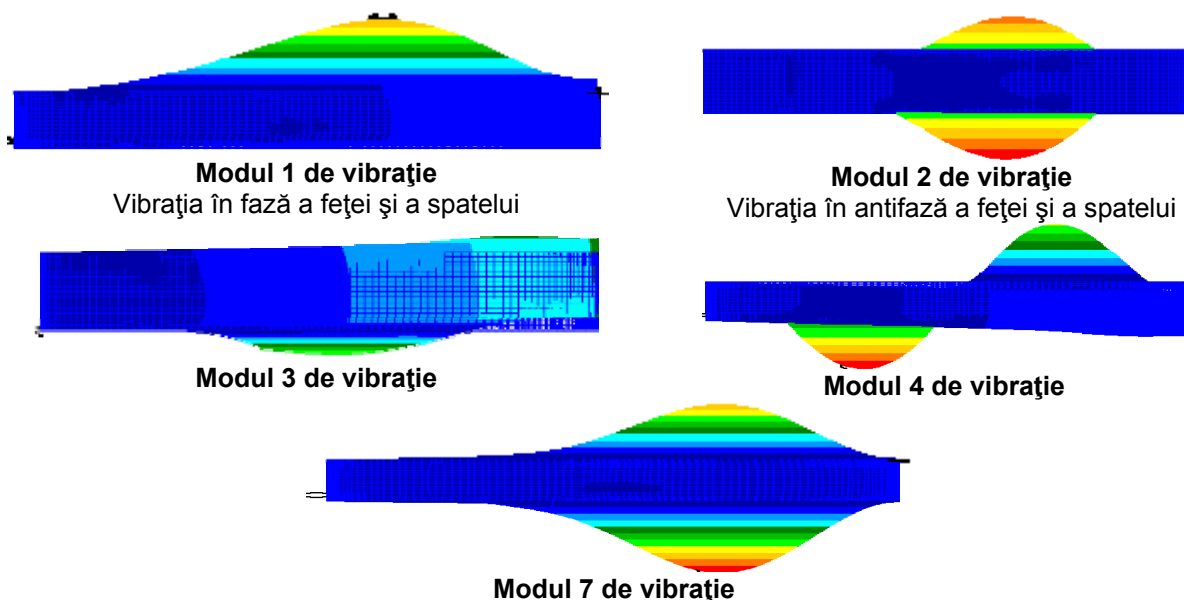 Modul 1 de vibraţie
Vibraţia în fază a feţei şi a spatelui
Modul 2 de vibraţie
Vibraţia în antifază a feţei şi a spatelui
Modul 3 de vibraţie
Modul 4 de vibraţie
Modul 7 de vibraţie